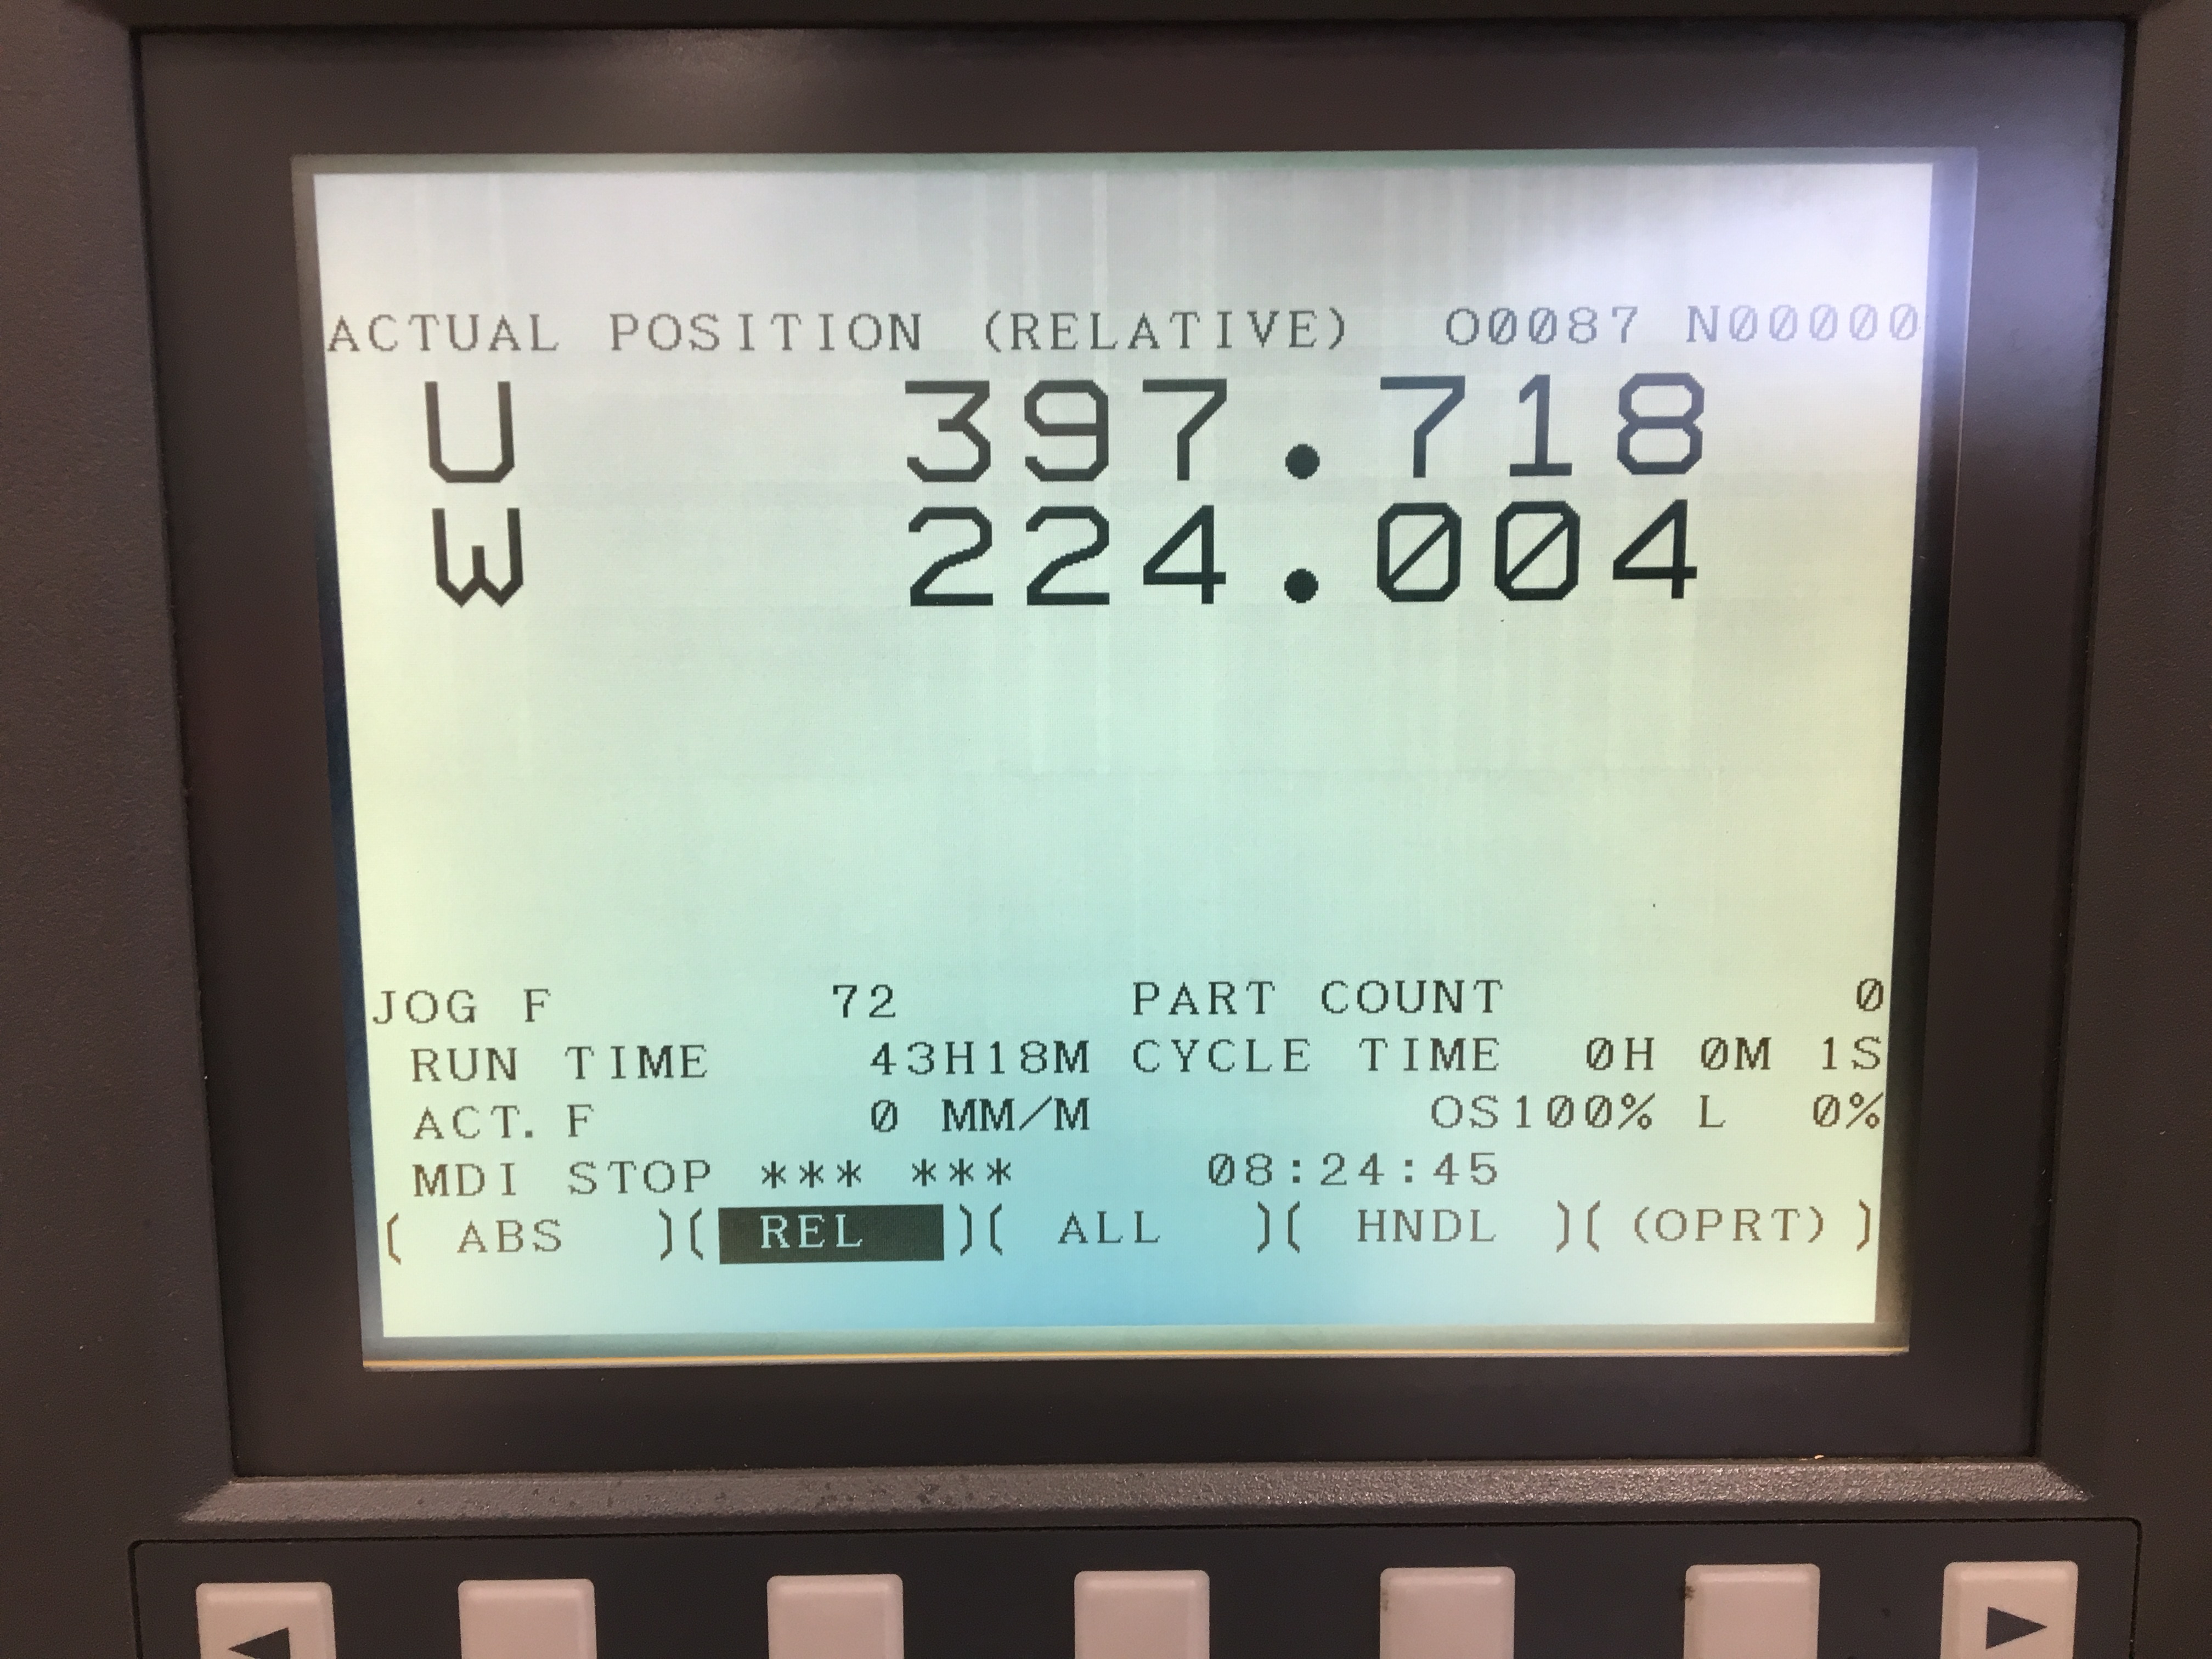 ACTUAL POSITION (RELATIVE) O0087 N00000
U 397.718
W 224.004
JOG F 72 PART COUNT 0
RUN TIME 43H18M CYCLE TIME 0H 0M 1S
ACT. F 0 MM/M OS100% L 0%
MDI STOP *** *** 08:24:45
( ABS )( REL )( ALL )( HNDL )( (OPRT) )